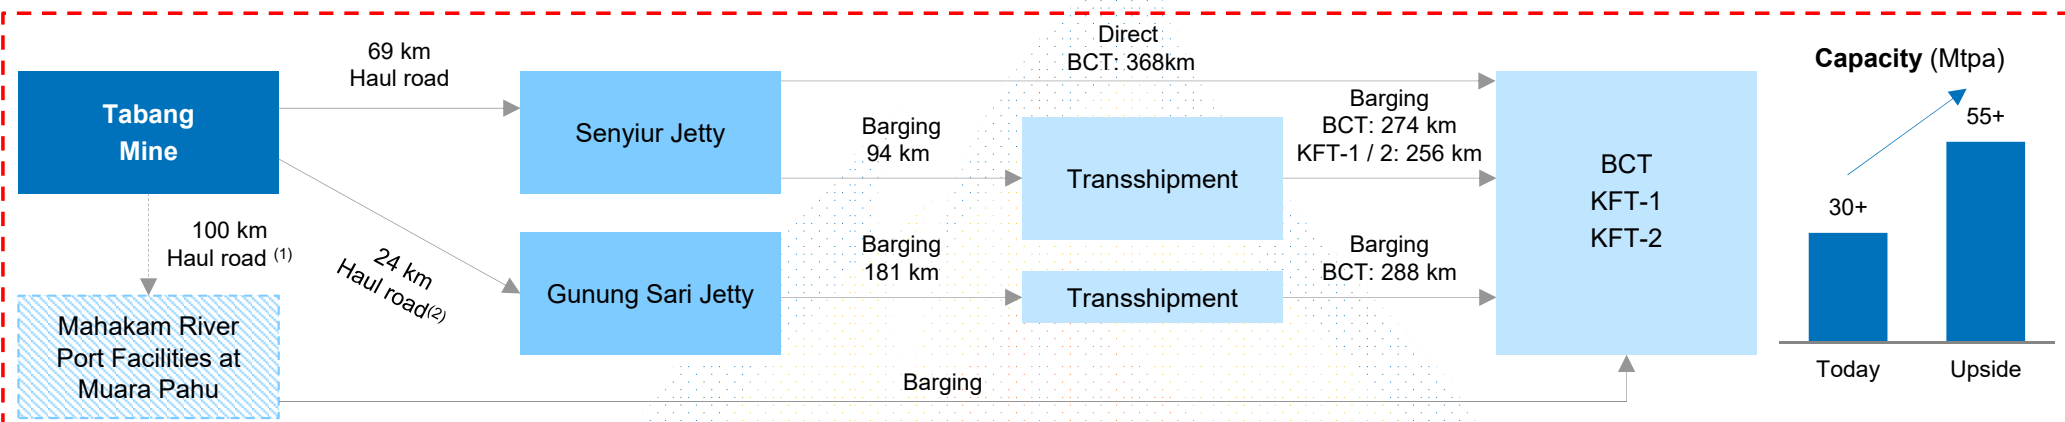 Tabang
Mine
69 km
Haul road
100 km
Haul road (1)
24 km
Haul road(2)
Mahakam River
Port Facilities at
Muara Pahu
Senyiur Jetty
Gunung Sari Jetty
Direct
BCT: 368km
Barging
94 km
Transshipment
Barging
BCT: 274 km
KFT-1 / 2: 256 km
Barging
181 km
Transshipment
Barging
BCT: 288 km
Barging
BCT
KFT-1
KFT-2
Capacity (Mtpa)
30+
55+
Today
Upside